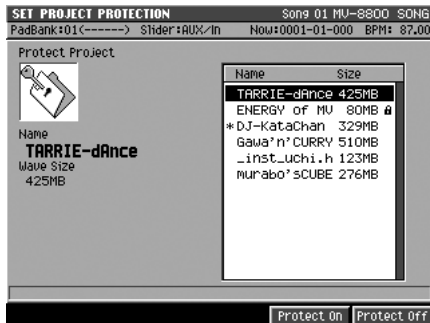 SET PROJECT PROTECTION Song 01 MV-8800 SONG
PadBank:01(------) Slider:AUX/In Now:0001-01-000 BPM: 87.00
Protect Project
Name Size
TARRIE-dAnce 425MB
ENERGY of MV 80MB
*DJ-KataChan 329MB
Gawa'n'CURRY 510MB
_inst_uchi.h 123MB
murabo'sCUBE 276MB
Name
TARRIE-dAnce
Wave Size
425MB
Protect On Protect Off